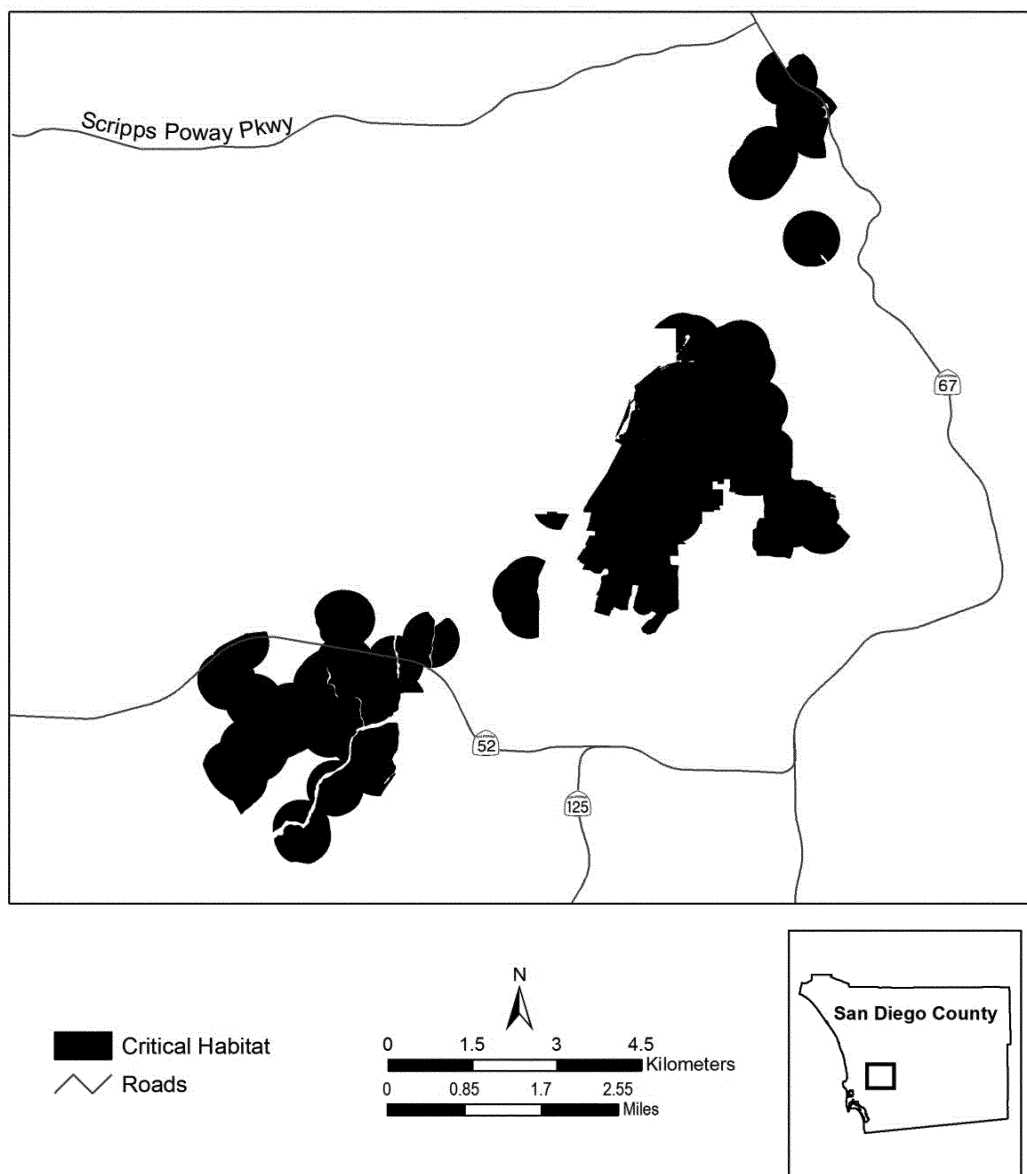 Scripps Poway Pkwy
67
52
125
N
Critical Habitat
Roads
0 1.5 3 4.5
Kilometers
0 0.85 1.7 2.55
Miles
San Diego County